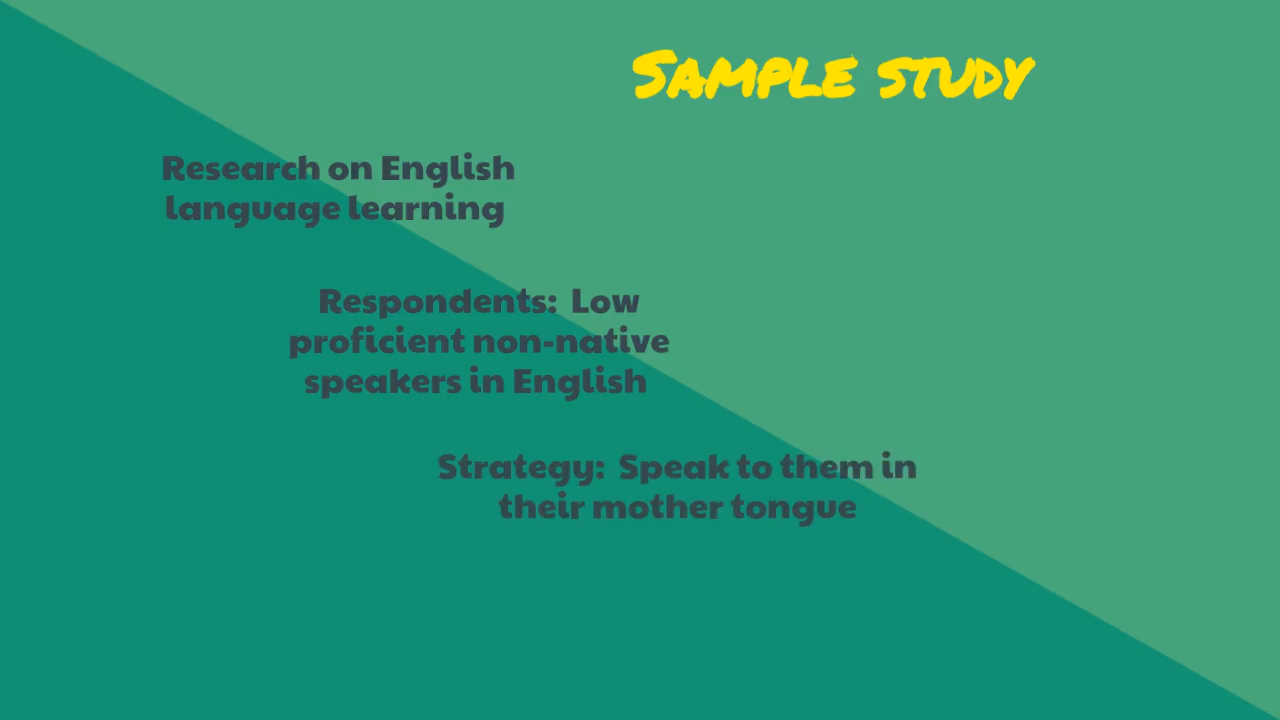 Sample study
Research on English
language learning
Respondents: Low
proficient non-native
speakers in English
Strategy: Speak to them in
their mother tongue